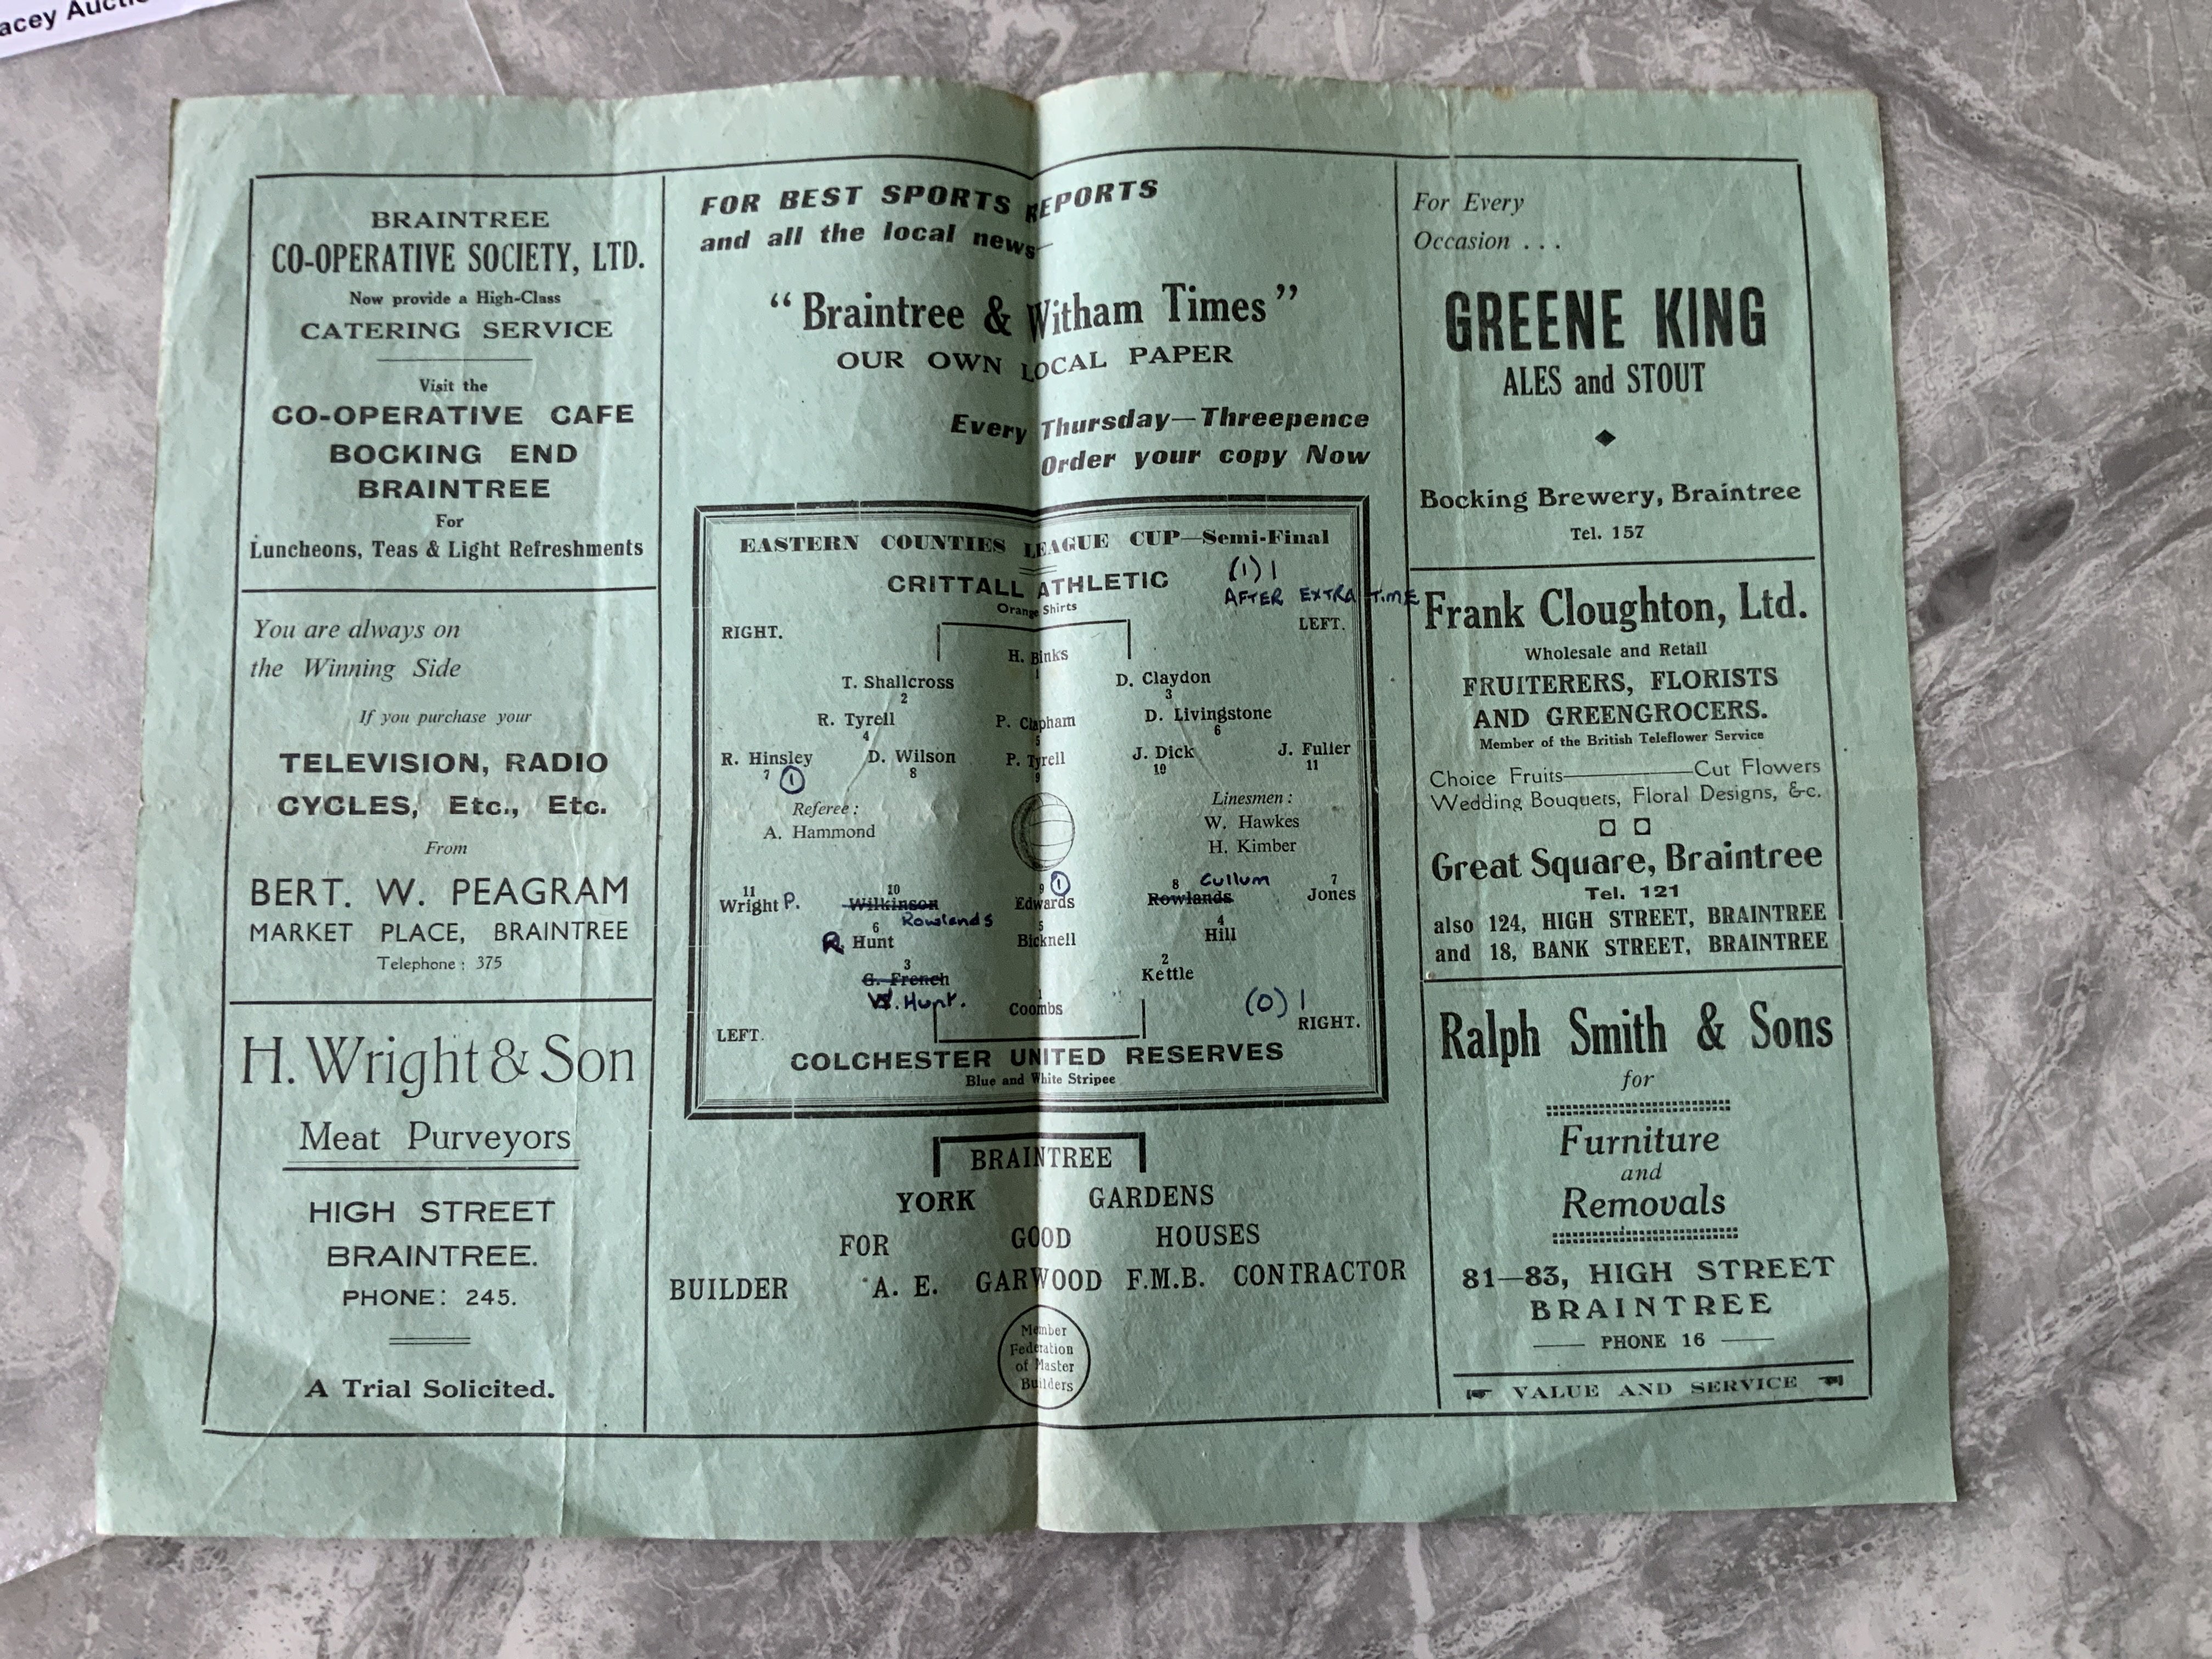 acey Aucti
BRAINTREE
CO-OPERATIVE SOCIETY, LTD.
Now provide a High-Class
CATERING SERVICE
Visit the
CO-OPERATIVE CAFE
BOCKING END
BRAINTREE
For
Luncheons, Teas & Light Refreshments
You are always on
the Winning Side
If you purchase your
TELEVISION, RADIO
CYCLES, Etc., Etc.
From
BERT. W. PEAGRAM
MARKET PLACE, BRAINTREE
Telephone: 375
H. Wright & Son
Meat Purveyors
HIGH STREET
BRAINTREE.
PHONE: 245.
A Trial Solicited.
FOR BEST SPORTS REPORTS
and all the local news—
"Braintree & Witham Times"
OUR OWN LOCAL PAPER
Every Thursday—Threepence
Order your copy Now
EASTERN COUNTIES LEAGUE CUP—Semi-Final
CRITTALL ATHLETIC (1) 1
Orange Shirts AFTER EXTRA TIME
RIGHT. LEFT.
H. Binks
1
T. Shallcross D. Claydon
2 3
R. Tyrell P. Clapham D. Livingstone
4 5 6
R. Hinsley D. Wilson P. Tyrell J. Dick J. Fuller
7 (1) 8 9 10 11
Referee: Linesmen:
A. Hammond W. Hawkes
H. Kimber
11 10 9 (1) 8 Cullum 7
Wright P. Wilkinson Edwards Rowlands Jones
Rowlands
6 5 4
R Hunt Bicknell Hill
3 2
G. French Kettle
W. Hunt. 1
Coombs (0) 1
LEFT. RIGHT.
COLCHESTER UNITED RESERVES
Blue and White Stripee
BRAINTREE
YORK GARDENS
FOR GOOD HOUSES
BUILDER A. E. GARWOOD F.M.B. CONTRACTOR
Member
Federation
of Master
Builders
For Every
Occasion . . .
GREENE KING
ALES and STOUT
Bocking Brewery, Braintree
Tel. 157
Frank Cloughton, Ltd.
Wholesale and Retail
FRUITERERS, FLORISTS
AND GREENGROCERS.
Member of the British Teleflower Service
Choice Fruits————Cut Flowers
Wedding Bouquets, Floral Designs, &c.
Great Square, Braintree
Tel. 121
also 124, HIGH STREET, BRAINTREE
and 18, BANK STREET, BRAINTREE
Ralph Smith & Sons
for
Furniture
and
Removals
81—83, HIGH STREET
BRAINTREE
PHONE 16
VALUE AND SERVICE